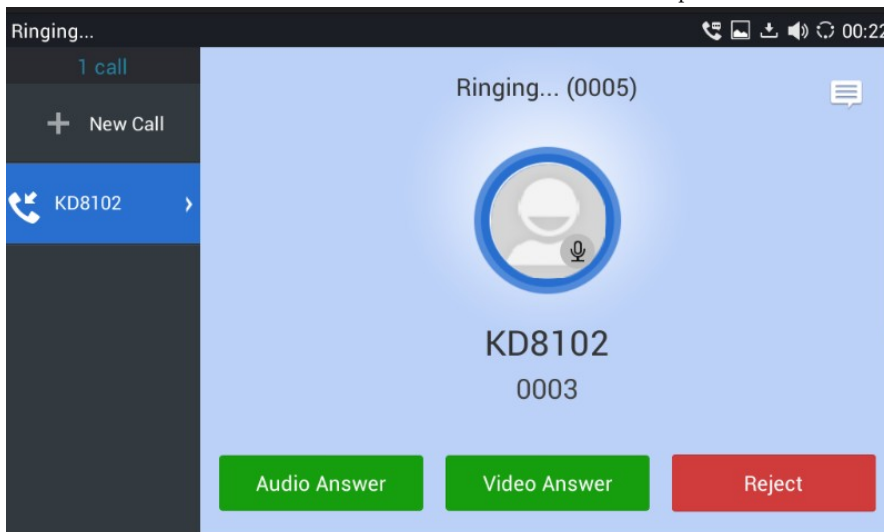 Ringing...
00:22
1 call
New Call
KD8102
Ringing... (0005)
KD8102
0003
Audio Answer
Video Answer
Reject